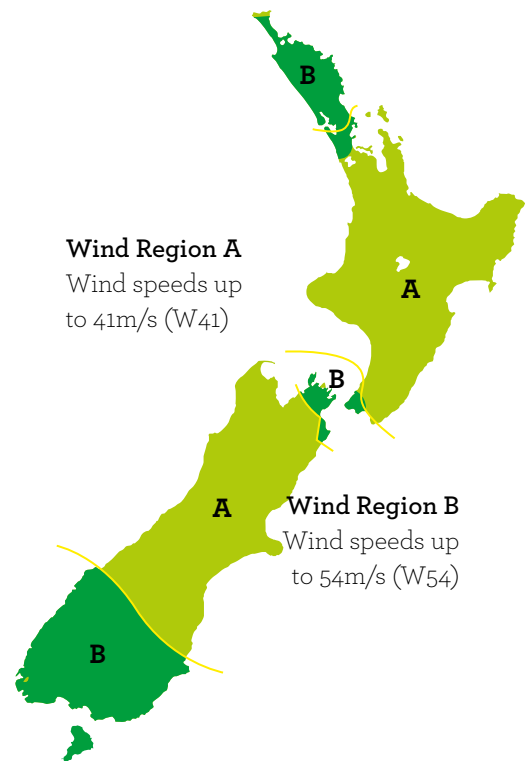 B
Wind Region A
Wind speeds up
to 41m/s (W41)
A
B
A
Wind Region B
Wind speeds up
to 54m/s (W54)
B